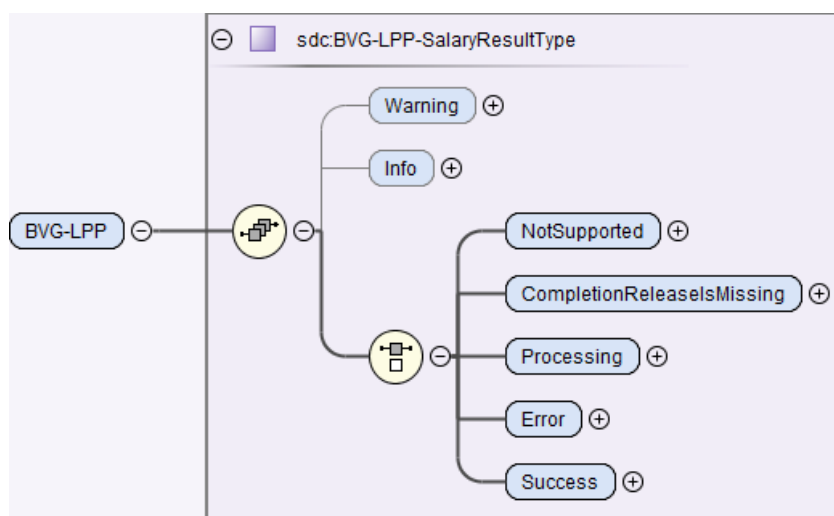 sdc:BVG-LPP-SalaryResultType
Warning
Info
BVG-LPP
NotSupported
CompletionReleaseIsMissing
Processing
Error
Success